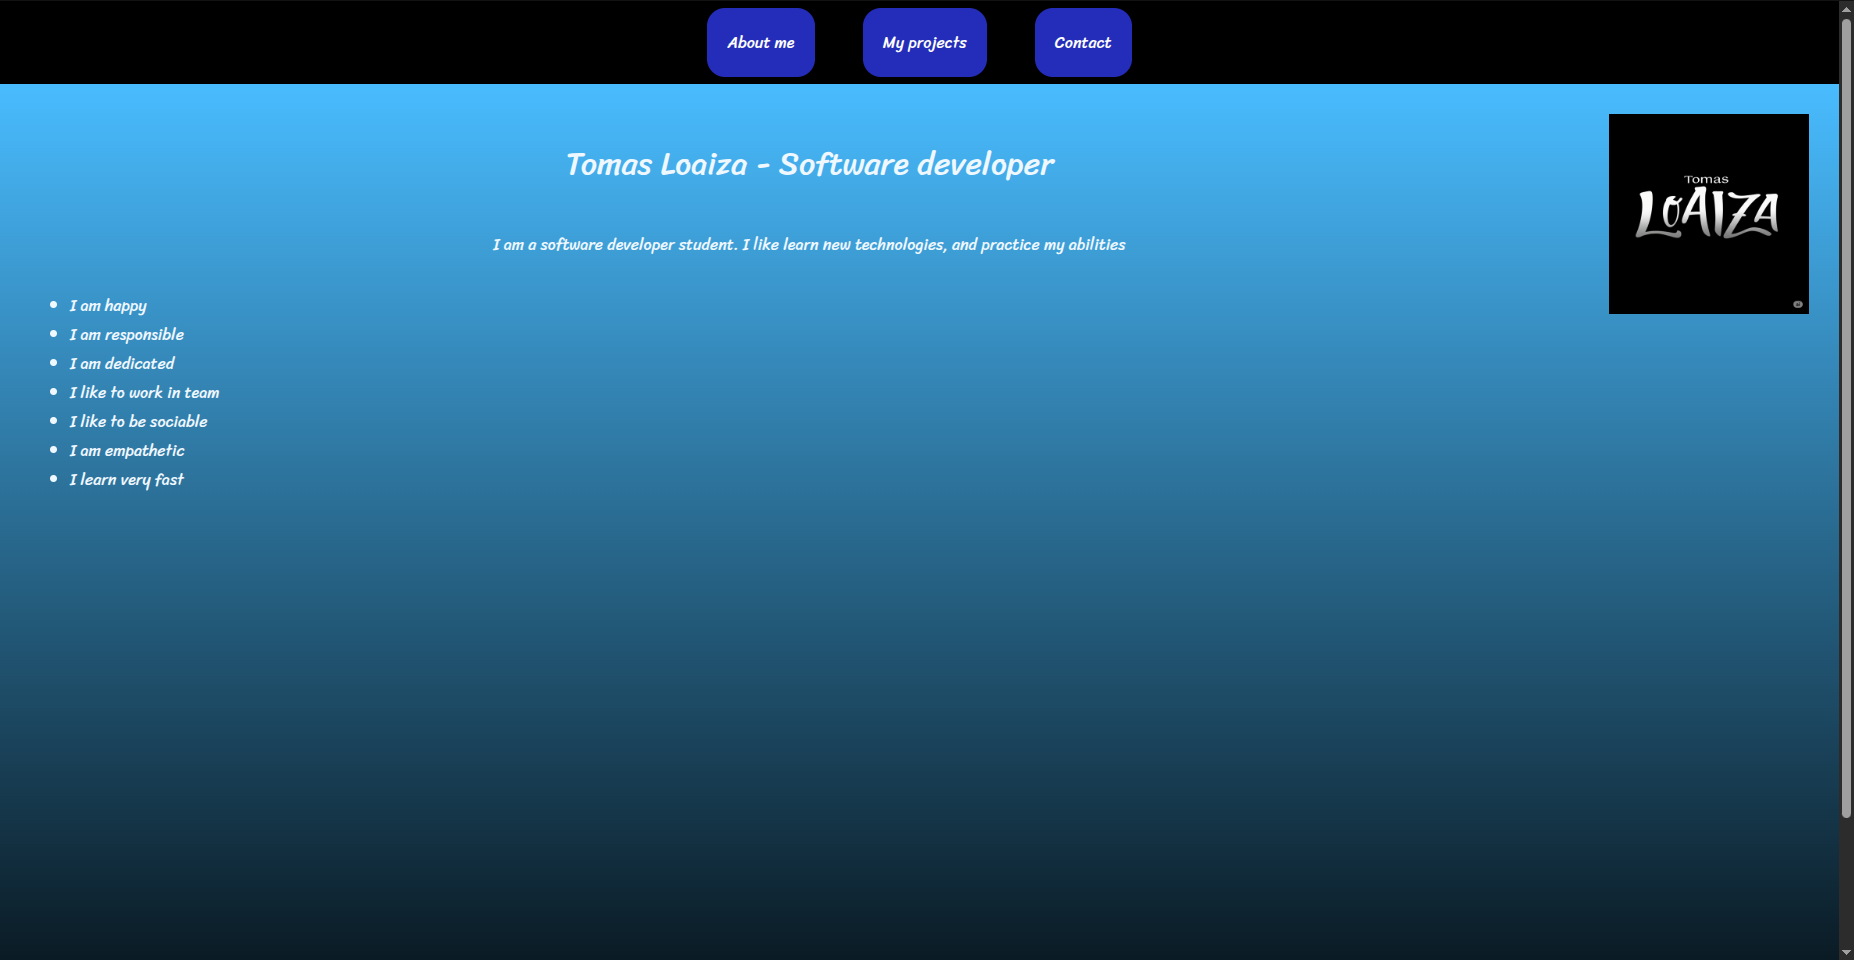 About me
My projects
Contact
Tomas Loaiza - Software developer
Tomas
LOAIZA
I am a software developer student. I like learn new technologies, and practice my abilities
I am happy
I am responsible
I am dedicated
I like to work in team
I like to be sociable
I am empathetic
I learn very fast